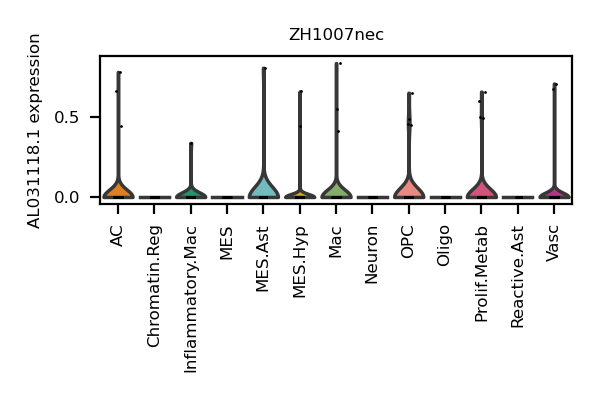 ZH1007nec
AL031118.1 expression
0.5
0.0
AC
Chromatin.Reg
Inflammatory.Mac
MES
MES.Ast
MES.Hyp
Mac
Neuron
OPC
Oligo
Prolif.Metab
Reactive.Ast
Vasc